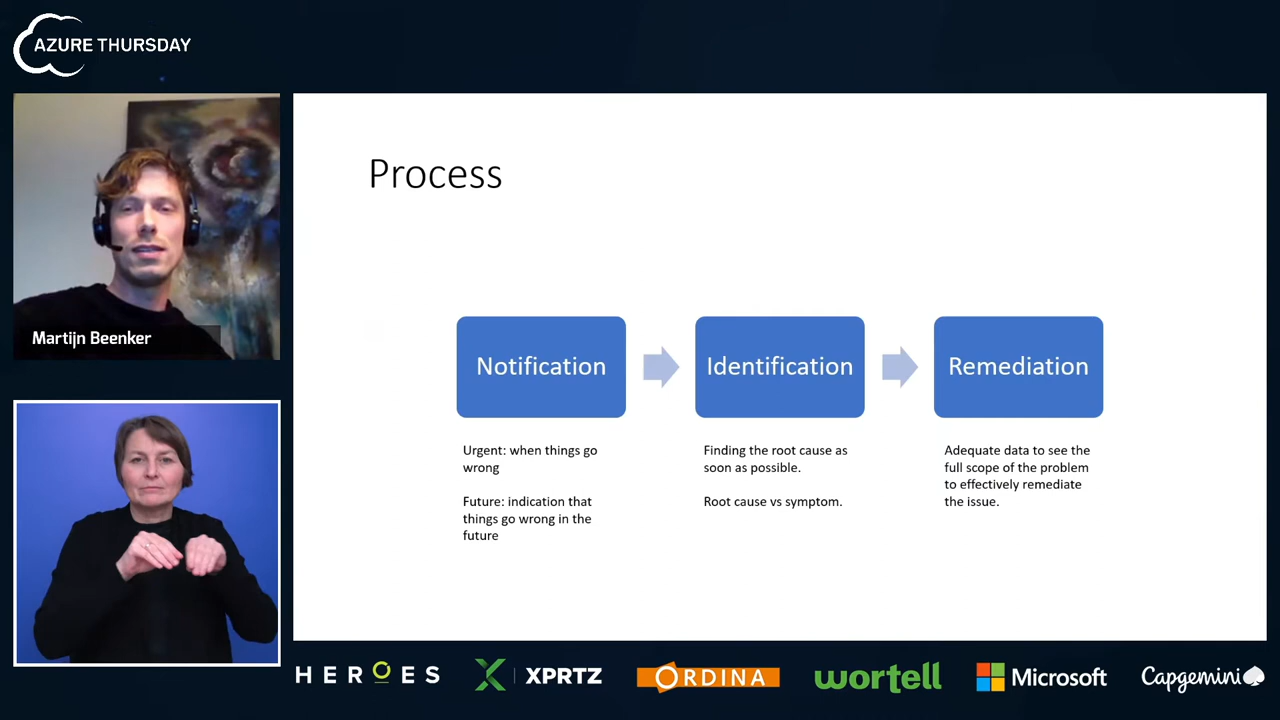 AZURE THURSDAY
Martijn Beenker
Process
Notification
Identification
Remediation
Urgent: when things go
wrong
Future: indication that
things go wrong in the
future
Finding the root cause as
soon as possible.
Root cause vs symptom.
Adequate data to see the
full scope of the problem
to effectively remediate
the issue.
HEROES
XPRTZ
ORDINA
wortell
Microsoft
Capgemini